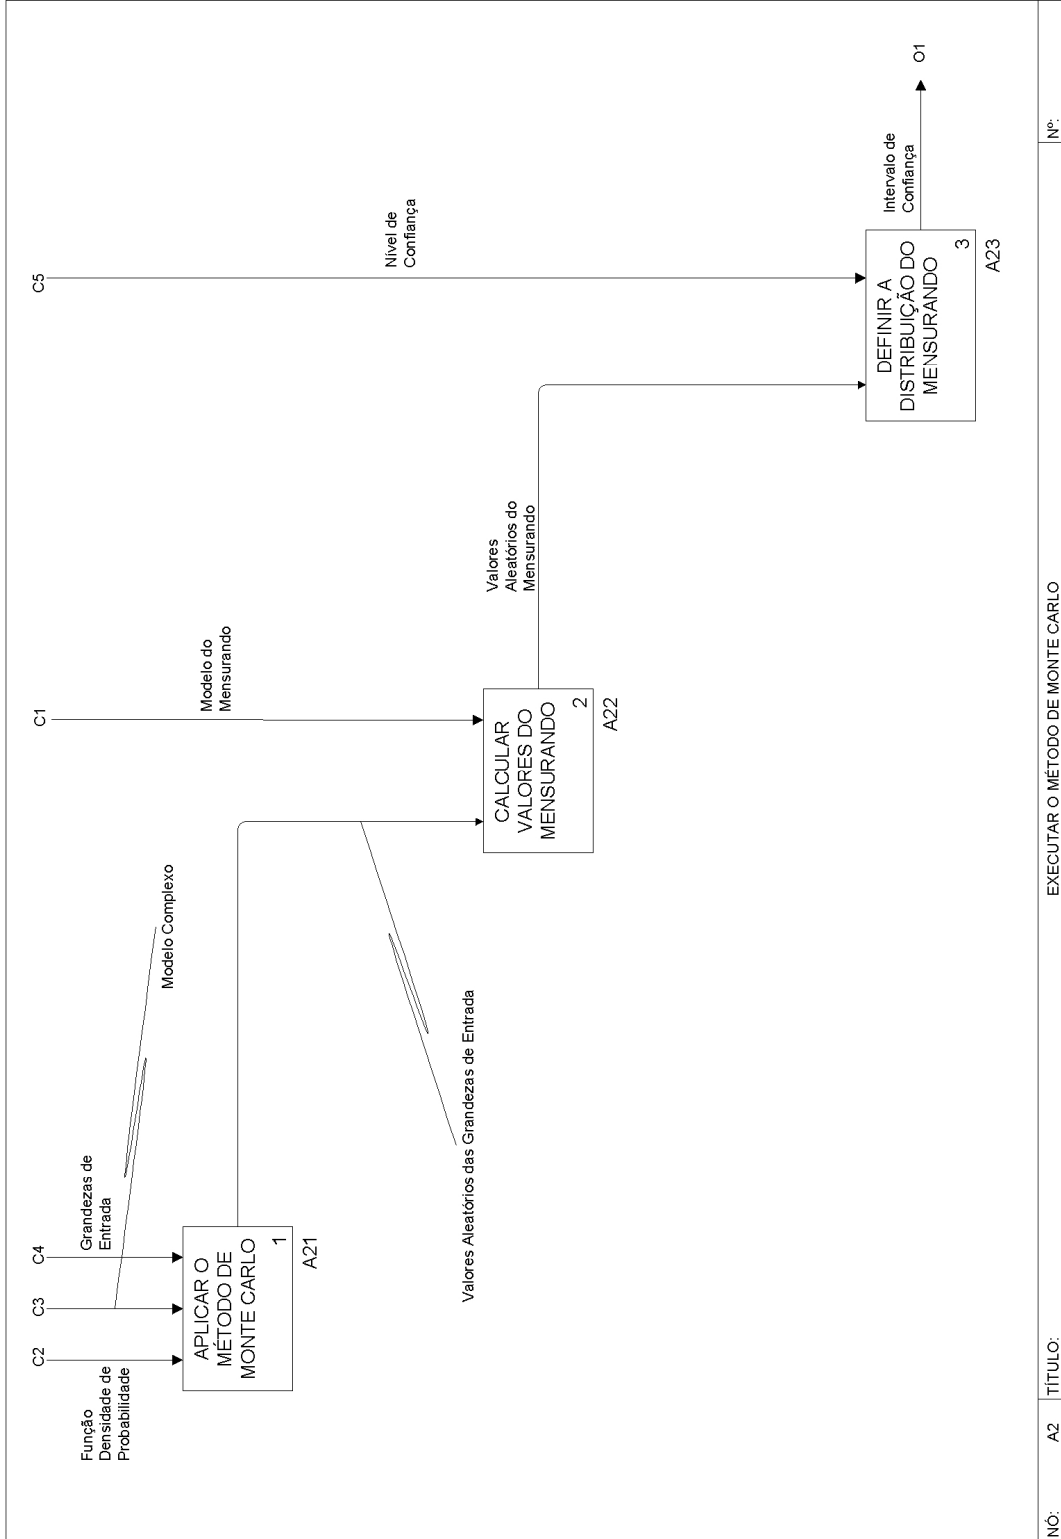 C2
C3
C4
C1
C5
Função
Densidade de
Probabilidade
Grandezas de
Entrada
Modelo Complexo
Modelo do
Mensurando
Nível de
Confiança
APLICAR O
MÉTODO DE
MONTE CARLO
1
A21
Valores Aleatórios das Grandezas de Entrada
CALCULAR
VALORES DO
MENSURANDO
2
A22
Valores
Aleatórios do
Mensurando
DEFINIR A
DISTRIBUIÇÃO DO
MENSURANDO
3
A23
Intervalo de
Confiança
O1
NÓ:
A2
TÍTULO:
EXECUTAR O MÉTODO DE MONTE CARLO
Nº: